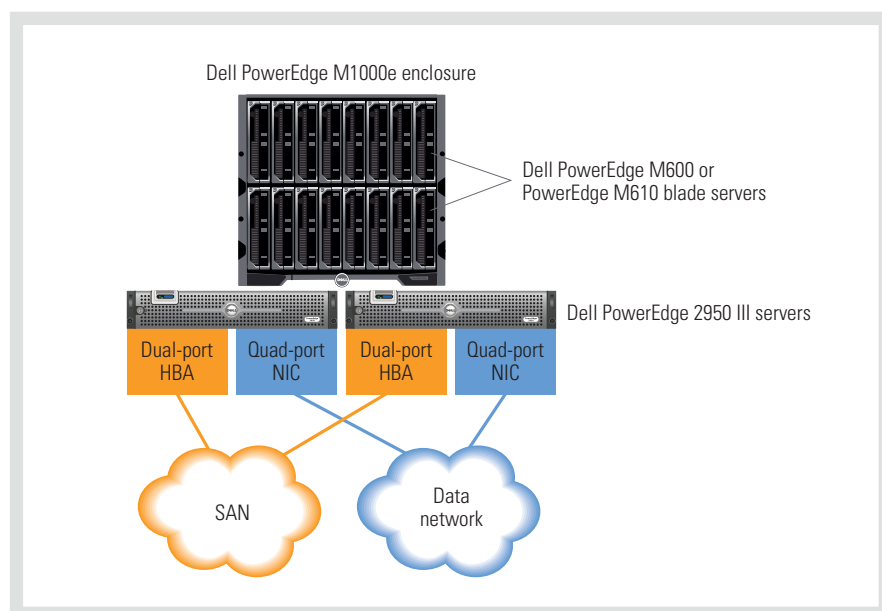 Dell PowerEdge M1000e enclosure
Dell PowerEdge M600 or
PowerEdge M610 blade servers
DELL
Dell PowerEdge 2950 III servers
Dual-port
HBA
Quad-port
NIC
Dual-port
HBA
Quad-port
NIC
SAN
Data
network